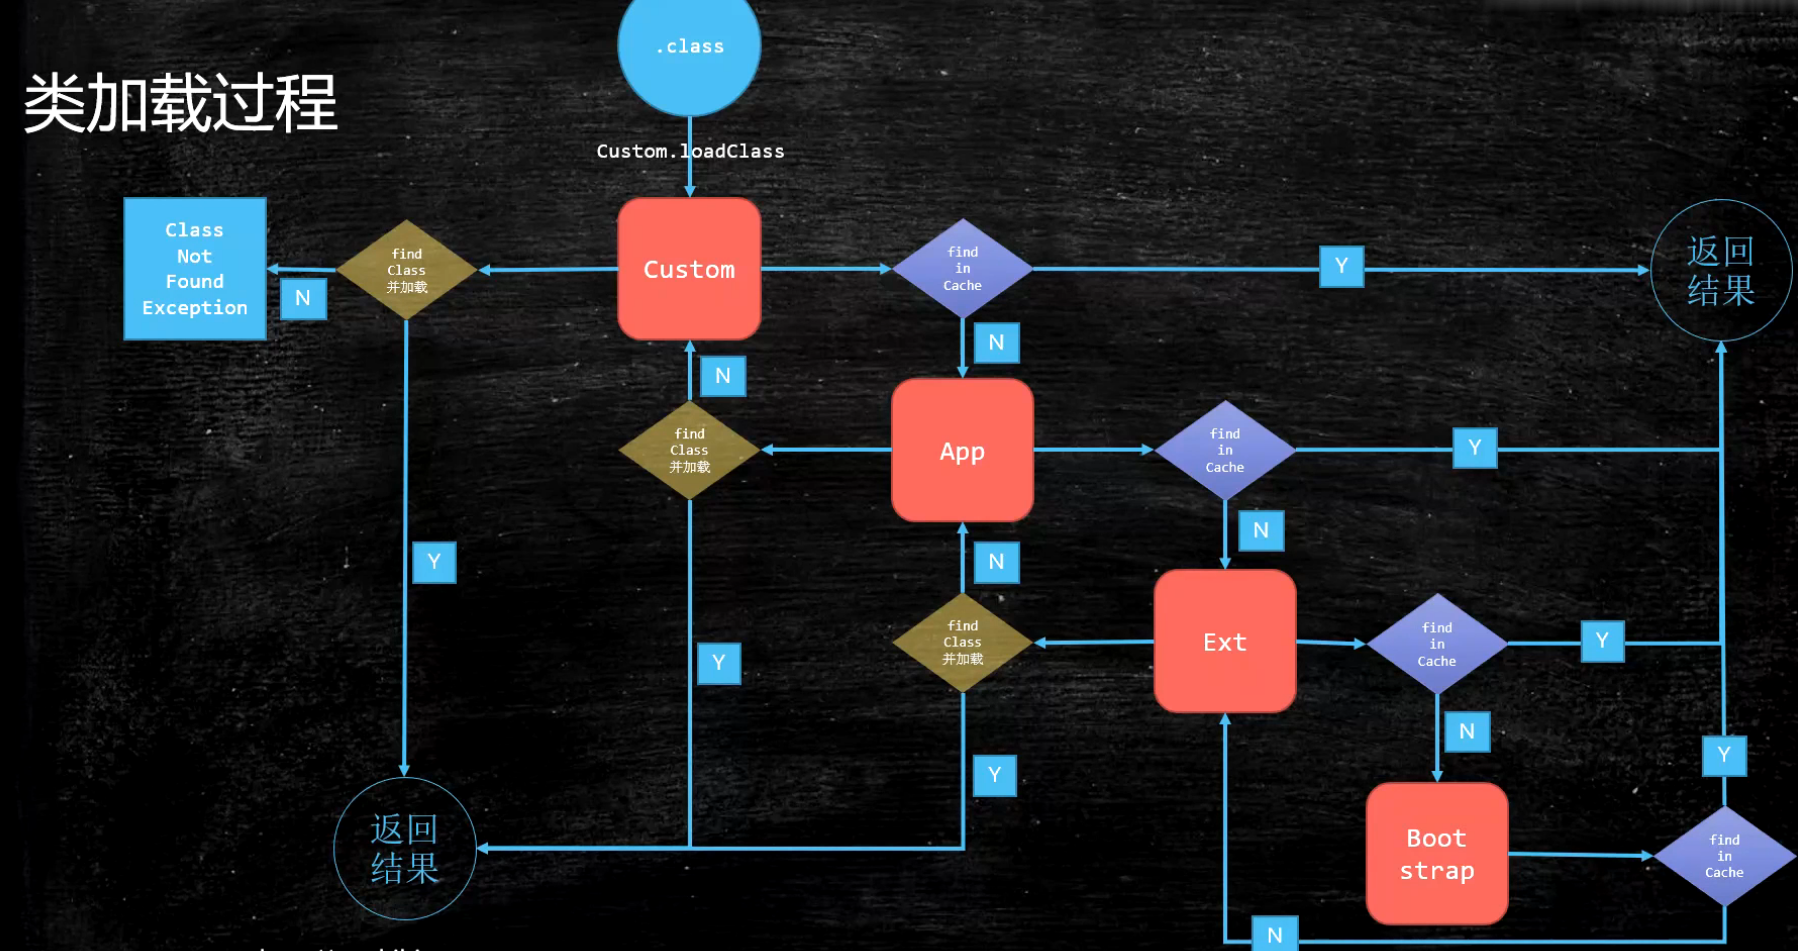 .class
类加载过程
Custom.loadClass
Class
Not
Found
Exception
N
find
Class
并加载
Custom
find
in
Cache
Y
返回
结果
N
N
find
Class
并加载
App
find
in
Cache
Y
N
N
Y
find
Class
并加载
Ext
find
in
Cache
Y
Y
N
Y
Y
返回
结果
Boot
strap
find
in
Cache
N